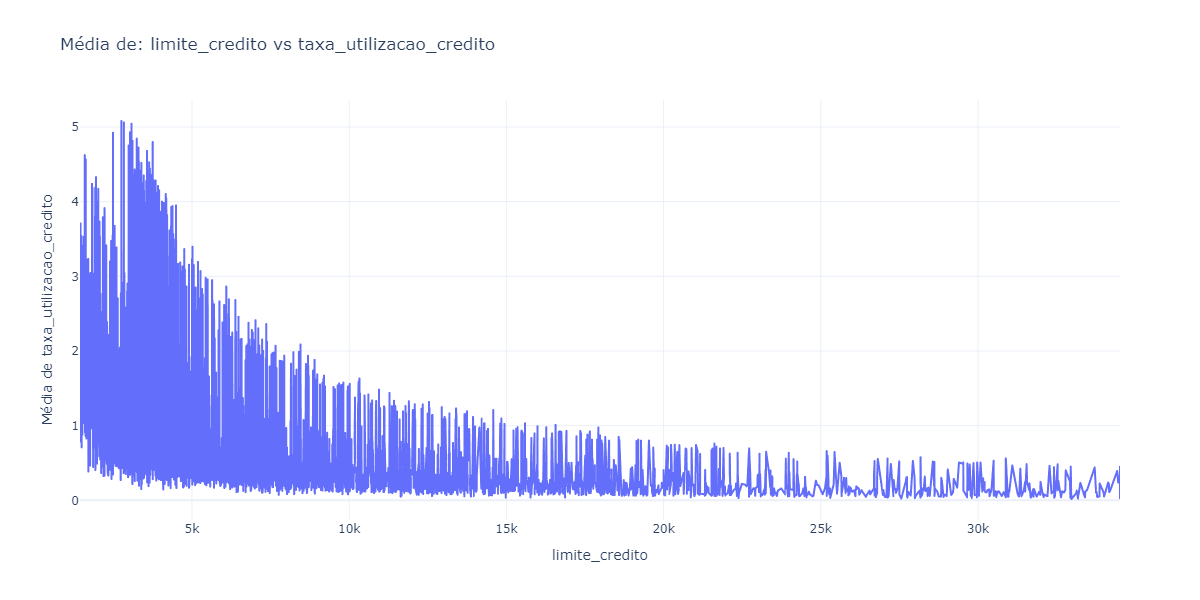 Média de: limite_credito vs taxa_utilizacao_credito
Média de taxa_utilizacao_credito
5
4
3
2
1
0
5k
10k
15k
20k
25k
30k
limite_credito